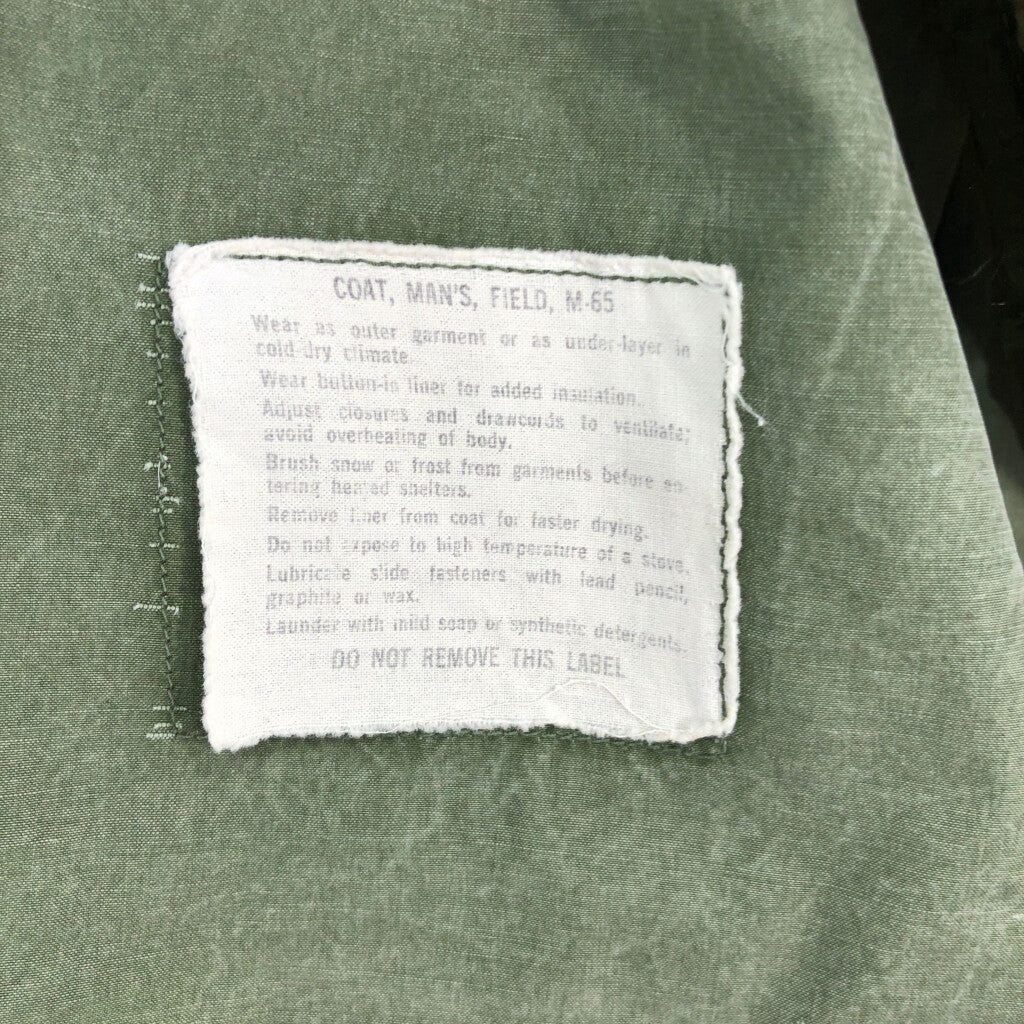 COAT, MAN'S, FIELD, M-65
Wear as outer garment or as under-layer in
cold-dry climate.
Wear button-in liner for added insulation.
Adjust closures and drawcords to ventilate;
avoid overheating of body.
Brush snow or frost from garments before en-
tering heated shelters.
Remove liner from coat for faster drying.
Do not expose to high temperature of a stove.
Lubricate slide fasteners with lead pencil,
graphite or wax.
Launder with mild soap or synthetic detergents.
DO NOT REMOVE THIS LABEL